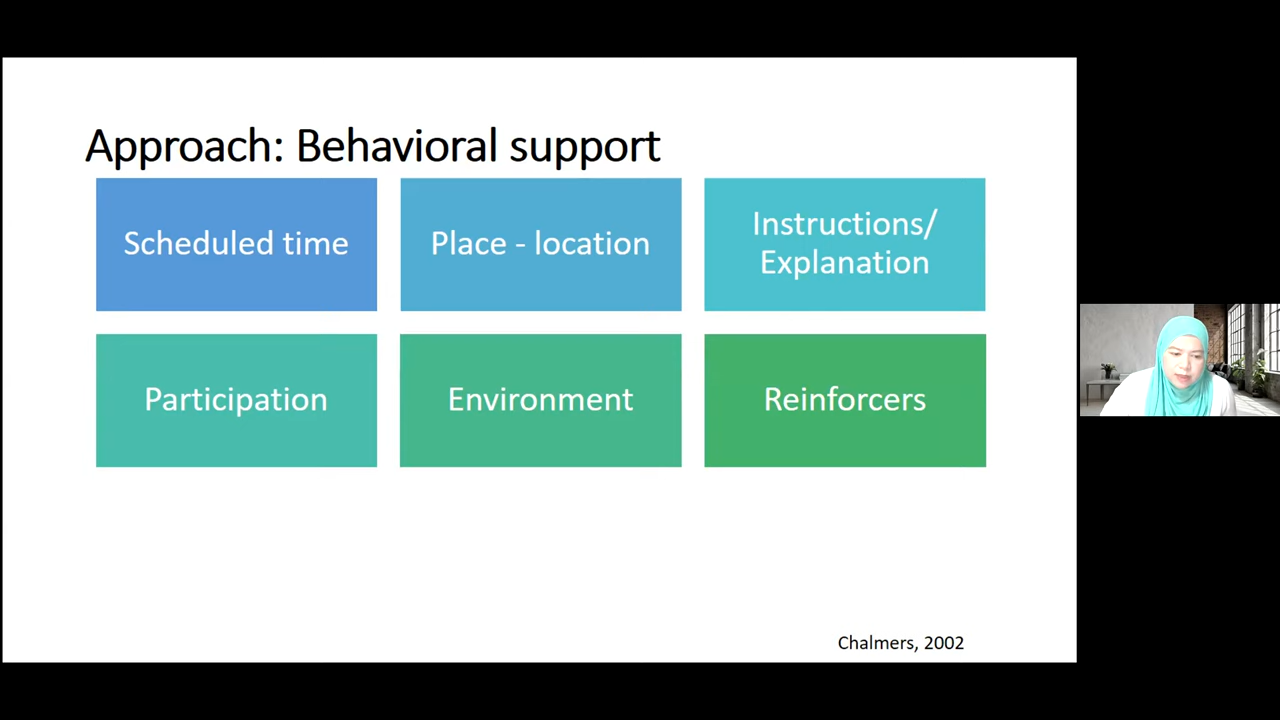 Approach: Behavioral support
Scheduled time
Place - location
Instructions/
Explanation
Participation
Environment
Reinforcers
Chalmers, 2002